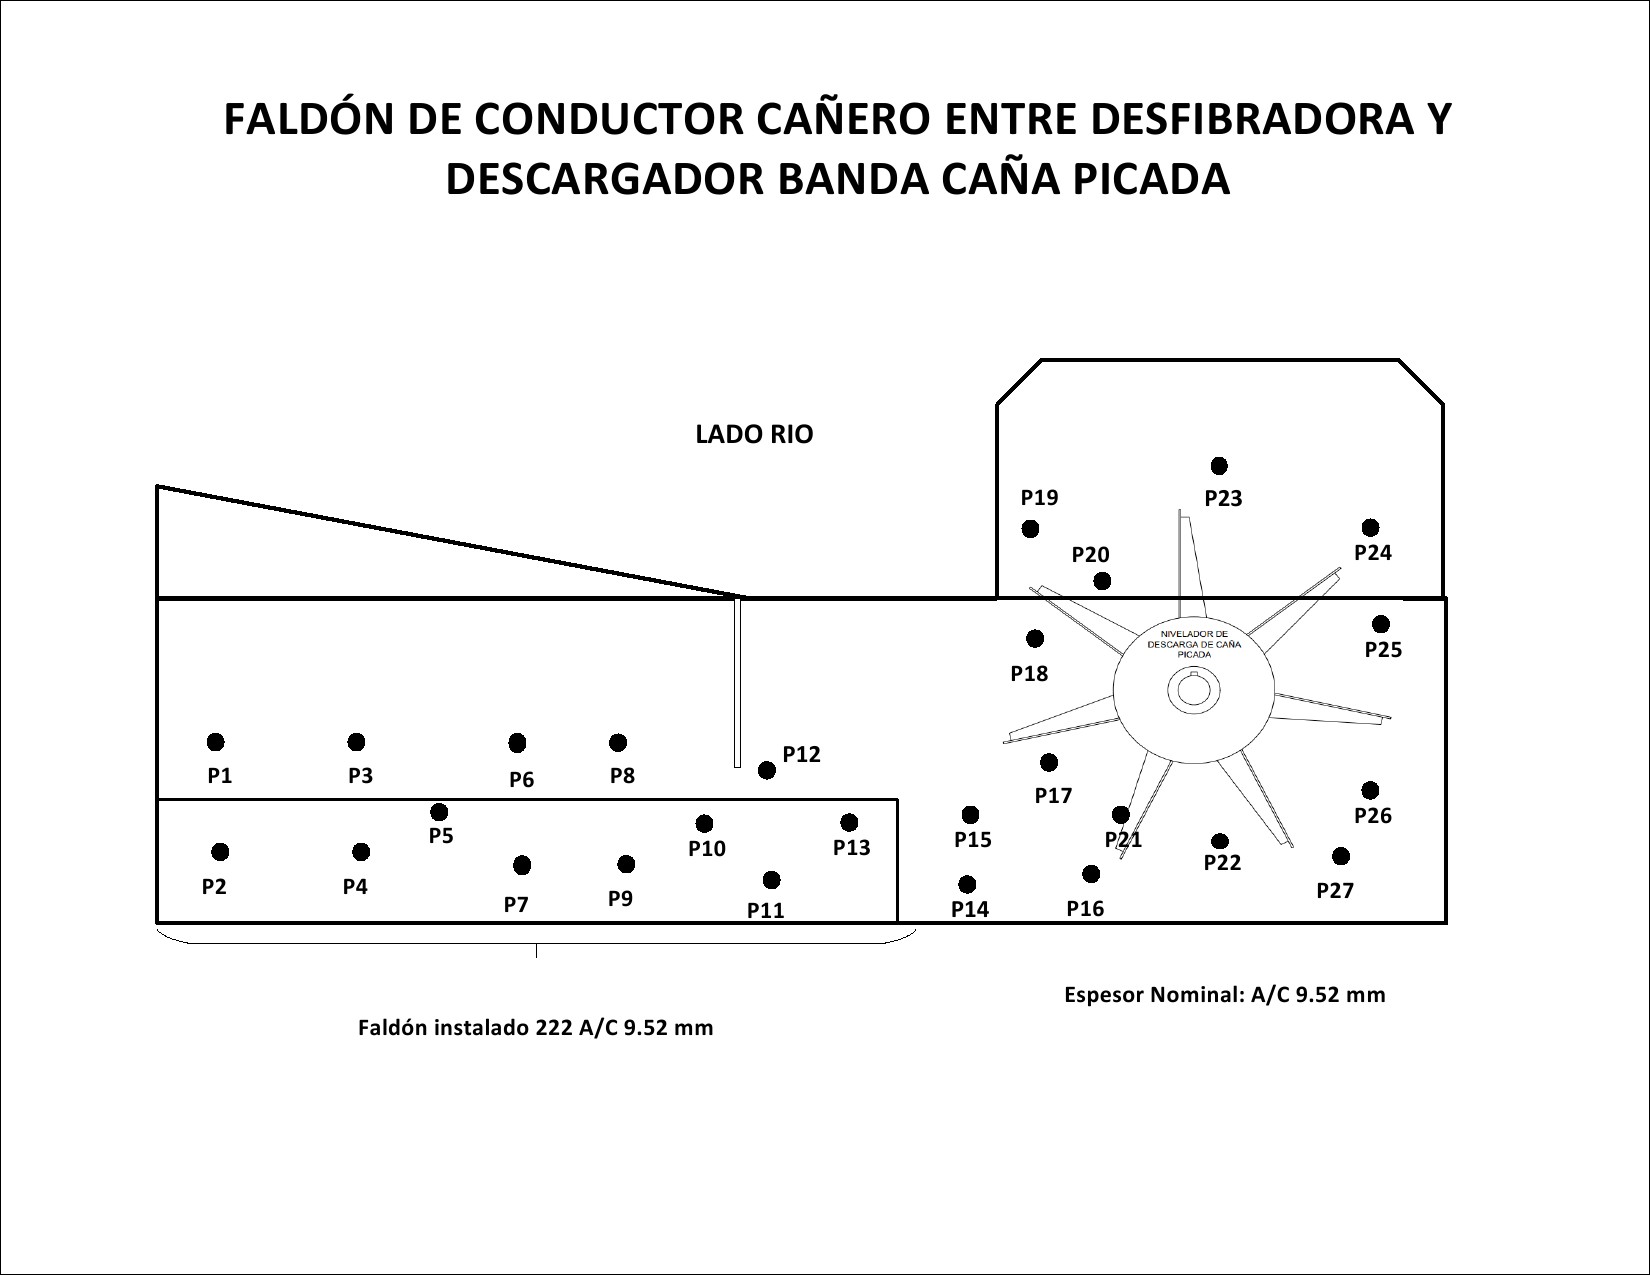 FALDÓN DE CONDUCTOR CAÑERO ENTRE DESFIBRADORA Y
DESCARGADOR BANDA CAÑA PICADA
LADO RIO
P19
P23
P20
P24
NIVELADOR DE
DESCARGA DE CAÑA
PICADA
P25
P18
P12
P1
P3
P6
P8
P17
P26
P5
P10
P13
P15
P21
P22
P2
P4
P7
P9
P11
P14
P16
P27
Espesor Nominal: A/C 9.52 mm
Faldón instalado 222 A/C 9.52 mm